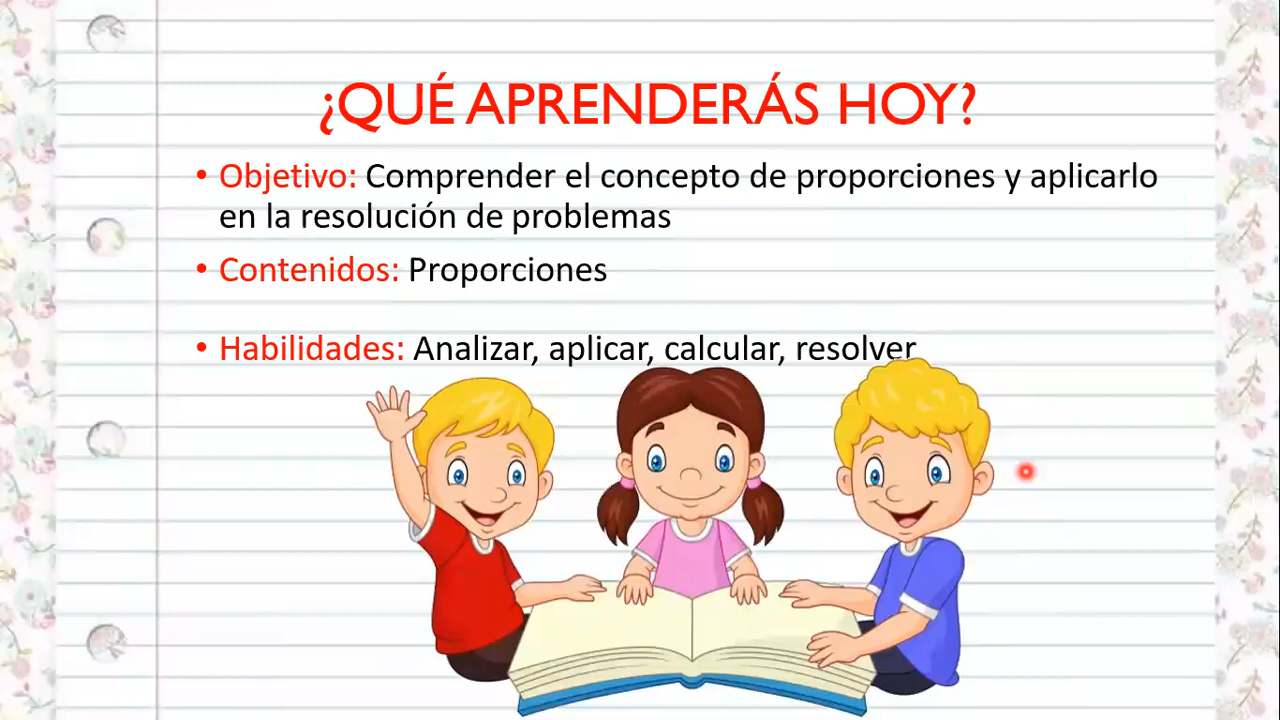 ¿QUÉ APRENDERÁS HOY?
• Objetivo: Comprender el concepto de proporciones y aplicarlo
en la resolución de problemas
• Contenidos: Proporciones
• Habilidades: Analizar, aplicar, calcular, resolver